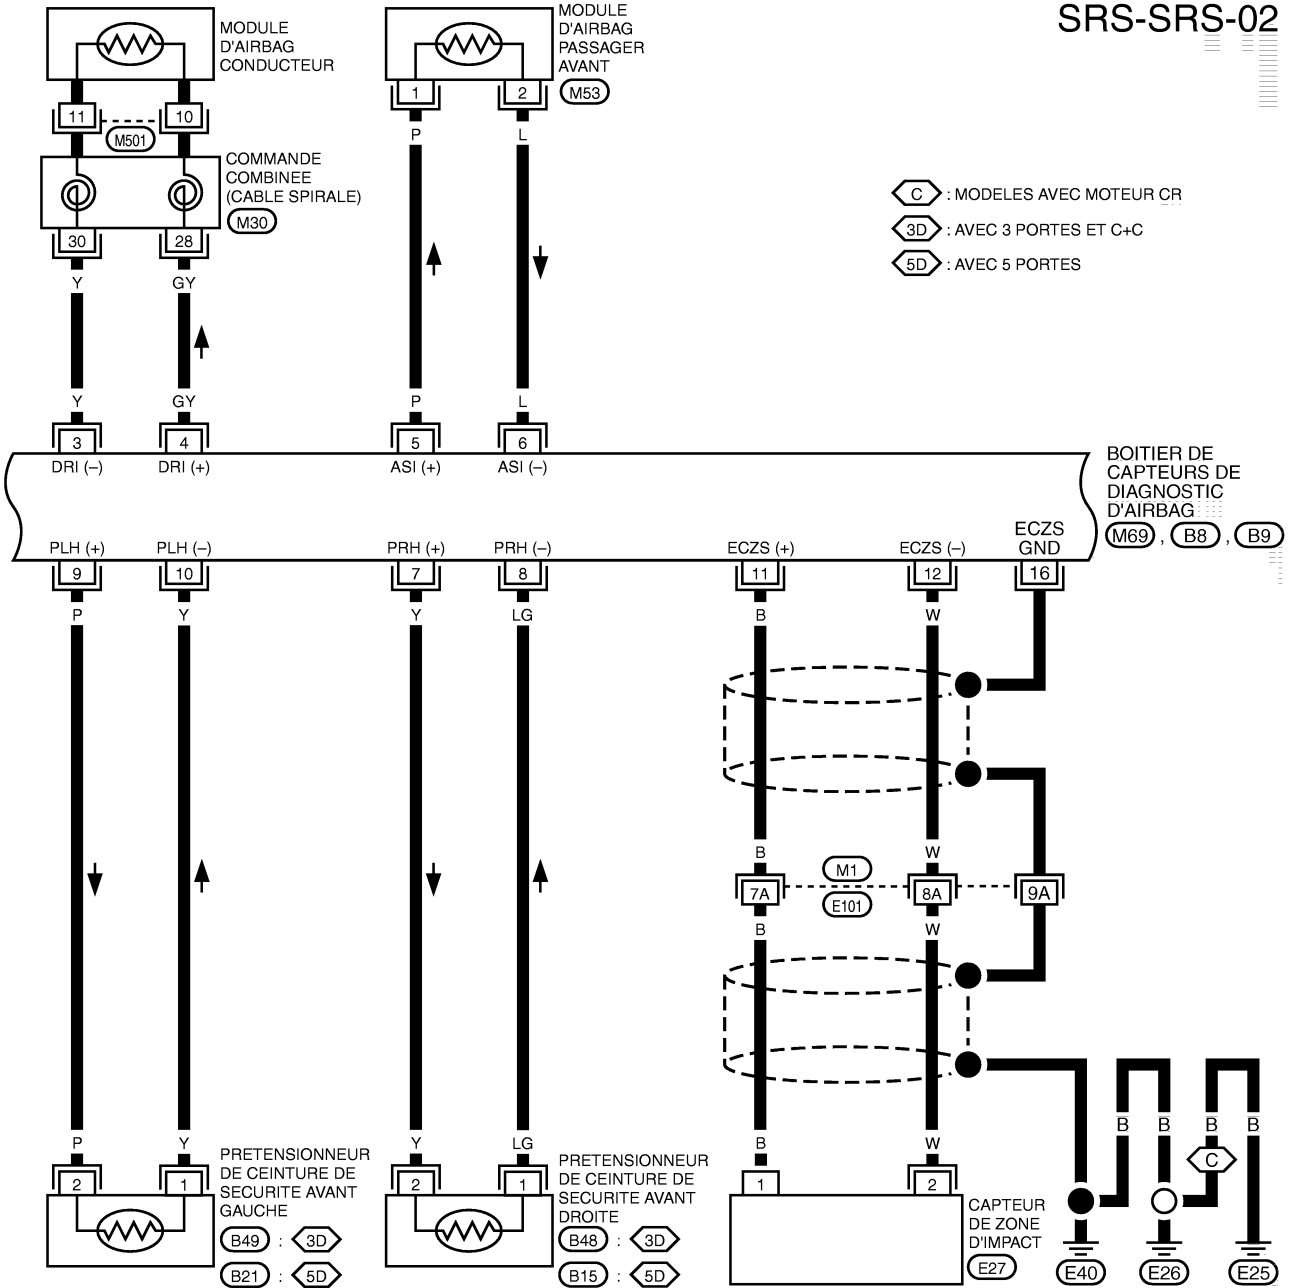 SRS-SRS-02
MODULE
D'AIRBAG
CONDUCTEUR
MODULE
D'AIRBAG
PASSAGER
AVANT
M53
1
2
11
10
M501
P
L
COMMANDE
COMBINEE
(CABLE SPIRALE)
M30
C : MODELES AVEC MOTEUR CR
3D : AVEC 3 PORTES ET C+C
5D : AVEC 5 PORTES
30
28
Y
GY
Y
GY
P
L
3
4
5
6
DRI (–)
DRI (+)
ASI (+)
ASI (–)
BOITIER DE
CAPTEURS DE
DIAGNOSTIC
D'AIRBAG
M69 , B8 , B9
PLH (+)
PLH (–)
PRH (+)
PRH (–)
ECZS (+)
ECZS (–)
ECZS
GND
9
10
7
8
11
12
16
P
Y
Y
LG
B
W
B
W
M1
7A
8A
9A
E101
B
W
P
Y
Y
LG
B
W
B
B
B
B
C
PRETENSIONNEUR
DE CEINTURE DE
SECURITE AVANT
GAUCHE
B49 : 3D
B21 : 5D
2
1
PRETENSIONNEUR
DE CEINTURE DE
SECURITE AVANT
DROITE
B48 : 3D
B15 : 5D
2
1
1
2
CAPTEUR
DE ZONE
D'IMPACT
E27
E40
E26
E25